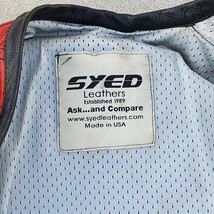 SYED
Leathers
Established 1989
Ask...and Compare
www.syedleathers.com
Made in USA